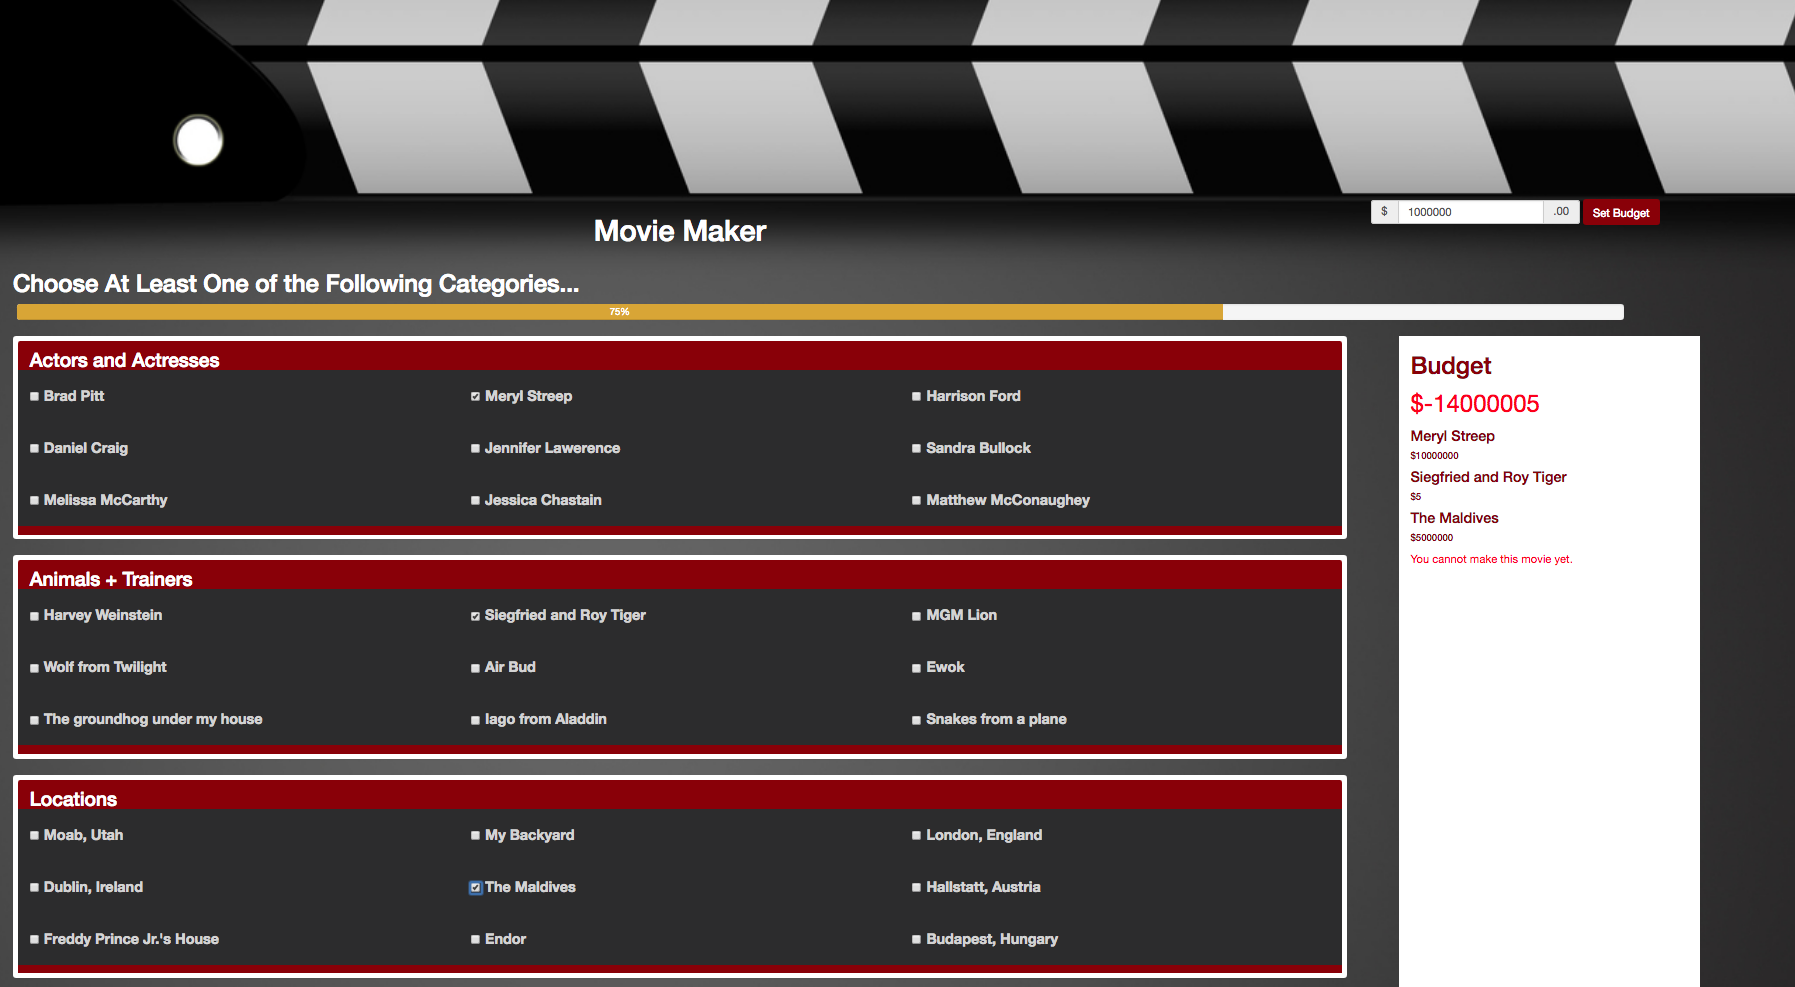 $ 1000000 .00 Set Budget
Movie Maker
Choose At Least One of the Following Categories...
75%
Actors and Actresses
Brad Pitt
Meryl Streep
Harrison Ford
Daniel Craig
Jennifer Lawerence
Sandra Bullock
Melissa McCarthy
Jessica Chastain
Matthew McConaughey
Animals + Trainers
Harvey Weinstein
Siegfried and Roy Tiger
MGM Lion
Wolf from Twilight
Air Bud
Ewok
The groundhog under my house
Iago from Aladdin
Snakes from a plane
Locations
Moab, Utah
My Backyard
London, England
Dublin, Ireland
The Maldives
Hallstatt, Austria
Freddy Prince Jr.'s House
Endor
Budapest, Hungary
Budget
$-14000005
Meryl Streep
$10000000
Siegfried and Roy Tiger
$5
The Maldives
$5000000
You cannot make this movie yet.